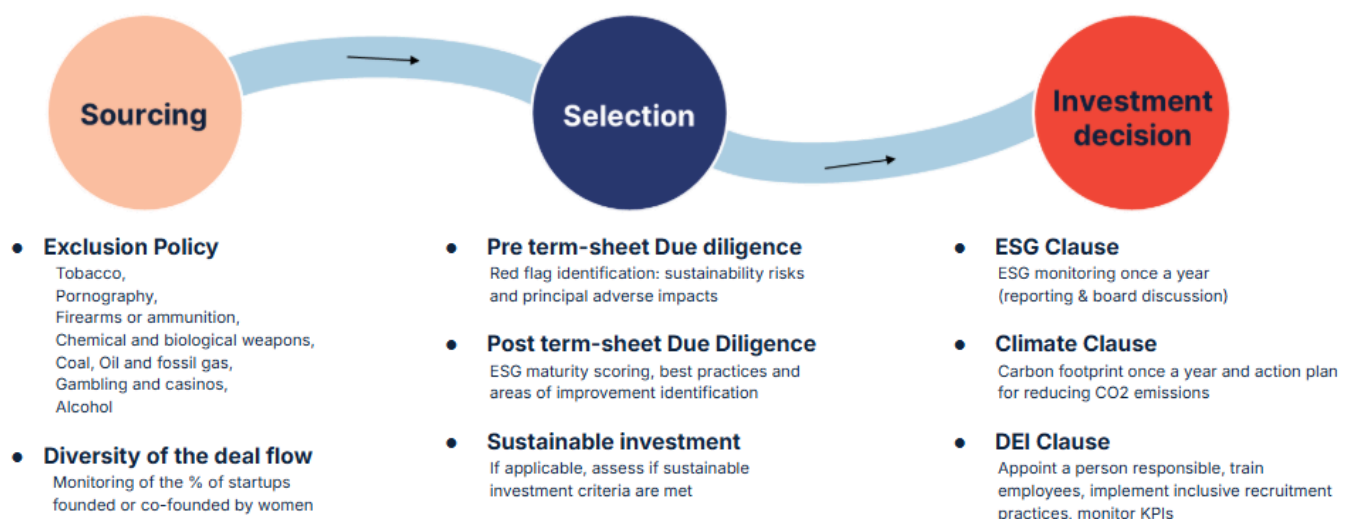 Sourcing
Selection
Investment
decision
● Exclusion Policy
Tobacco,
Pornography,
Firearms or ammunition,
Chemical and biological weapons,
Coal, Oil and fossil gas,
Gambling and casinos,
Alcohol
● Diversity of the deal flow
Monitoring of the % of startups
founded or co-founded by women
● Pre term-sheet Due diligence
Red flag identification: sustainability risks
and principal adverse impacts
● Post term-sheet Due Diligence
ESG maturity scoring, best practices and
areas of improvement identification
● Sustainable investment
If applicable, assess if sustainable
investment criteria are met
● ESG Clause
ESG monitoring once a year
(reporting & board discussion)
● Climate Clause
Carbon footprint once a year and action plan
for reducing CO2 emissions
● DEI Clause
Appoint a person responsible, train
employees, implement inclusive recruitment
practices, monitor KPIs